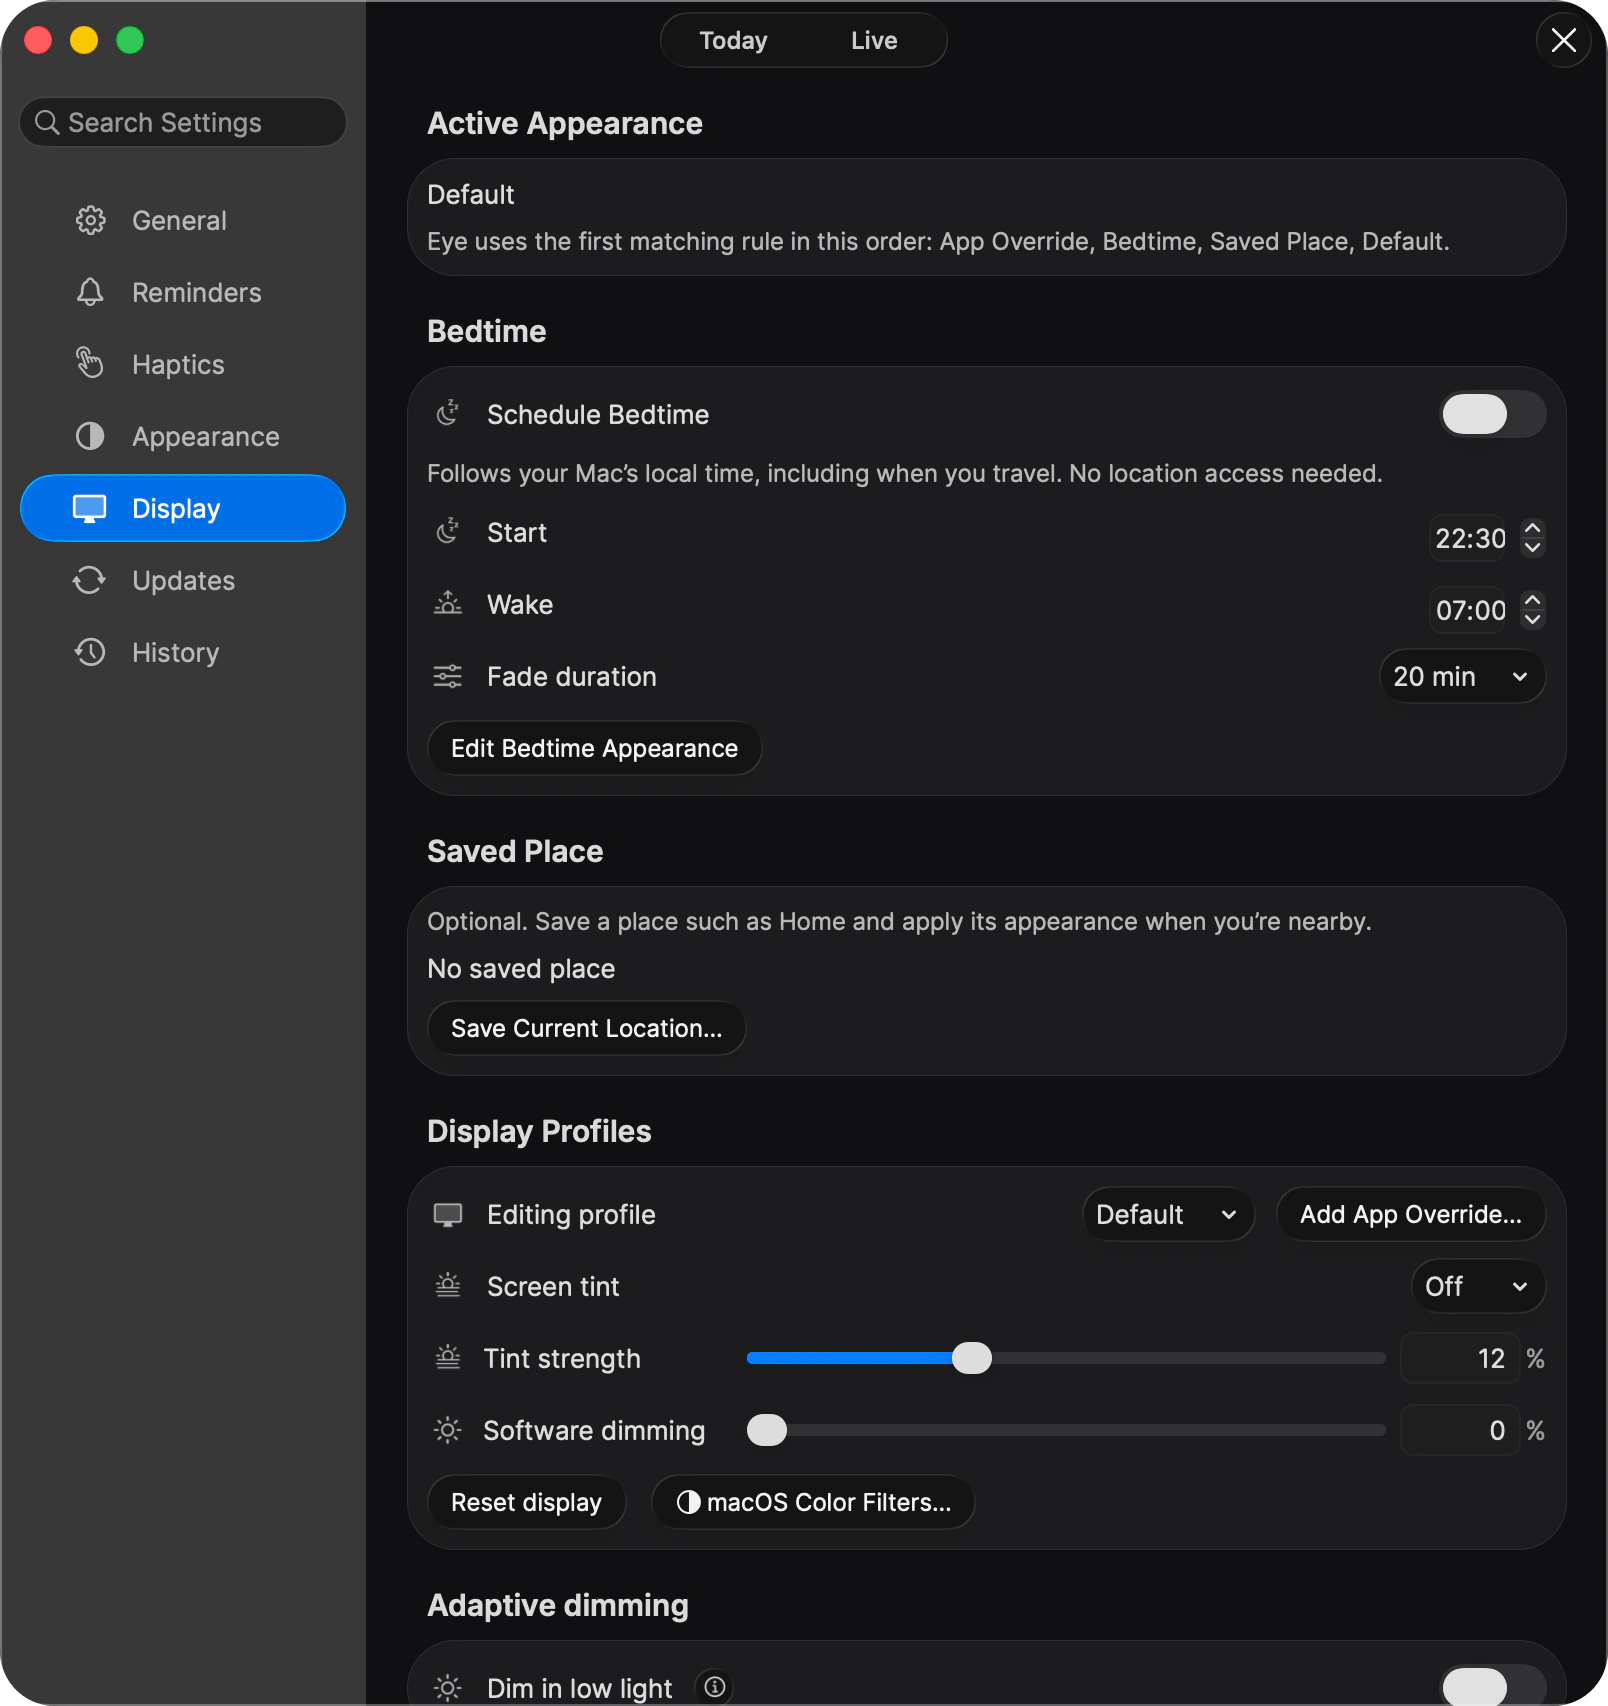 Today Live
Search Settings
General
Reminders
Haptics
Appearance
Display
Updates
History
Active Appearance
Default
Eye uses the first matching rule in this order: App Override, Bedtime, Saved Place, Default.
Bedtime
Schedule Bedtime
Follows your Mac’s local time, including when you travel. No location access needed.
Start 22:30
Wake 07:00
Fade duration 20 min
Edit Bedtime Appearance
Saved Place
Optional. Save a place such as Home and apply its appearance when you’re nearby.
No saved place
Save Current Location...
Display Profiles
Editing profile Default Add App Override...
Screen tint Off
Tint strength 12 %
Software dimming 0 %
Reset display macOS Color Filters...
Adaptive dimming
Dim in low light